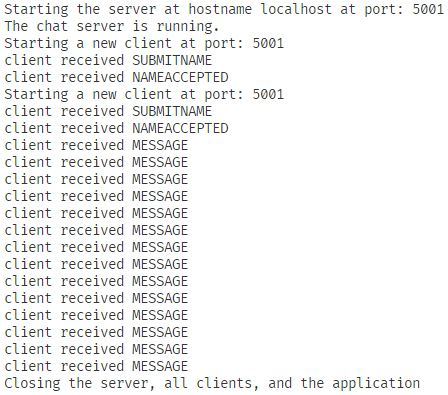 Starting the server at hostname localhost at port: 5001
The chat server is running.
Starting a new client at port: 5001
client received SUBMITNAME
client received NAMEACCEPTED
Starting a new client at port: 5001
client received SUBMITNAME
client received NAMEACCEPTED
client received MESSAGE
client received MESSAGE
client received MESSAGE
client received MESSAGE
client received MESSAGE
client received MESSAGE
client received MESSAGE
client received MESSAGE
client received MESSAGE
client received MESSAGE
client received MESSAGE
client received MESSAGE
client received MESSAGE
client received MESSAGE
Closing the server, all clients, and the application